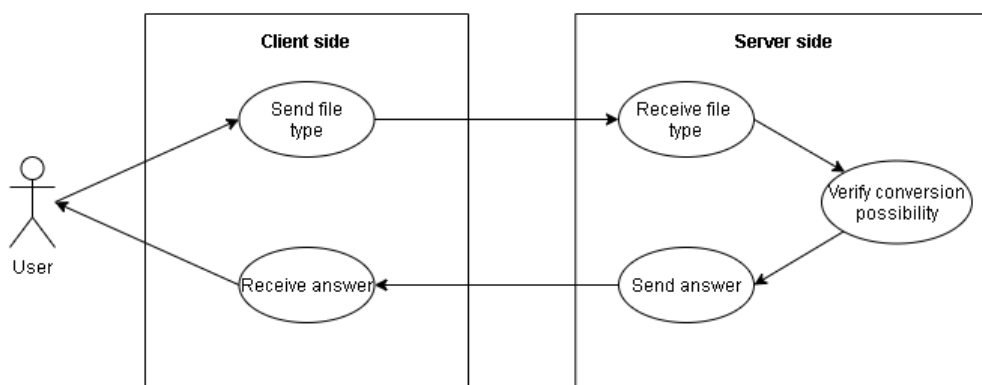 Client side
Server side
Send file
type
Receive file
type
Verify conversion
possibility
User
Receive answer
Send answer